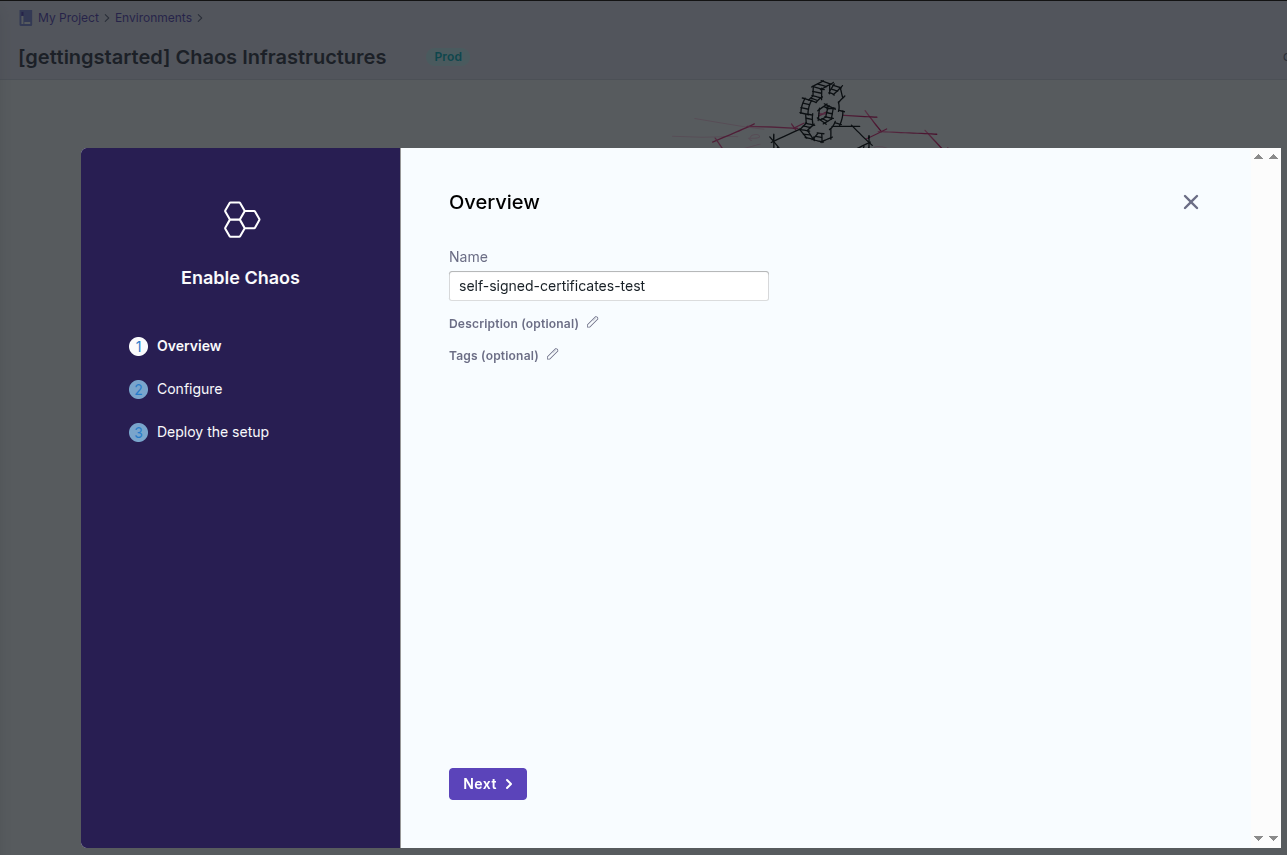 My Project > Environments >
[gettingstarted] Chaos Infrastructures Prod
Enable Chaos
1 Overview
2 Configure
3 Deploy the setup
Overview
Name
self-signed-certificates-test
Description (optional)
Tags (optional)
Next